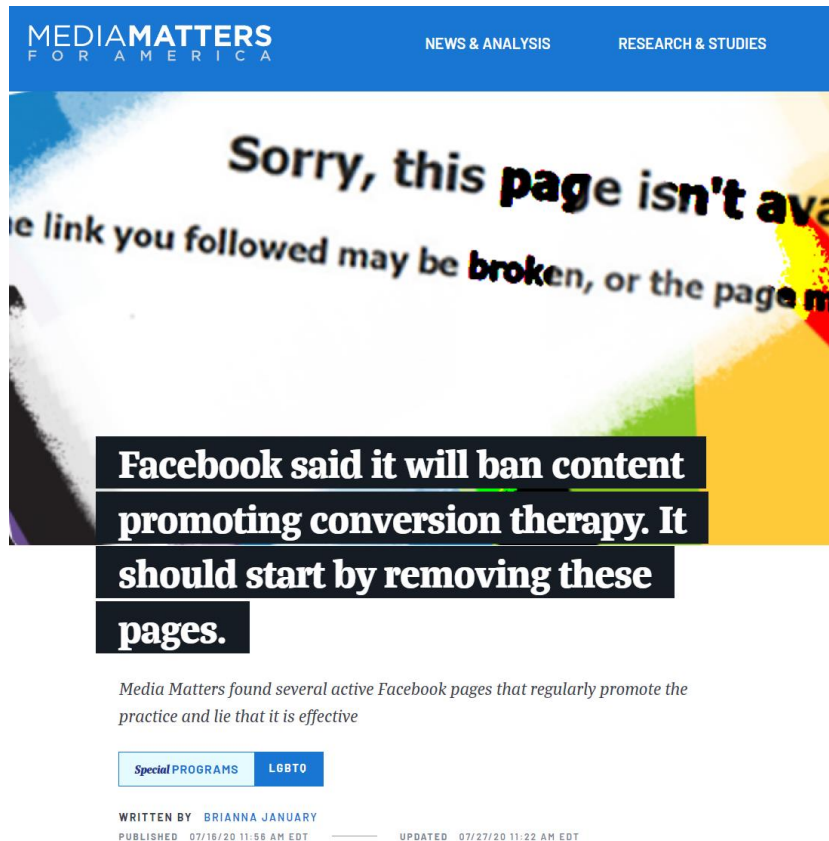 MEDIAMATTERS
FOR AMERICA
NEWS & ANALYSIS RESEARCH & STUDIES
Sorry, this page isn't ava
e link you followed may be broken, or the page m
Facebook said it will ban content
promoting conversion therapy. It
should start by removing these
pages.
Media Matters found several active Facebook pages that regularly promote the
practice and lie that it is effective
Special PROGRAMS LGBTQ
WRITTEN BY BRIANNA JANUARY
PUBLISHED 07/16/20 11:56 AM EDT UPDATED 07/27/20 11:22 AM EDT